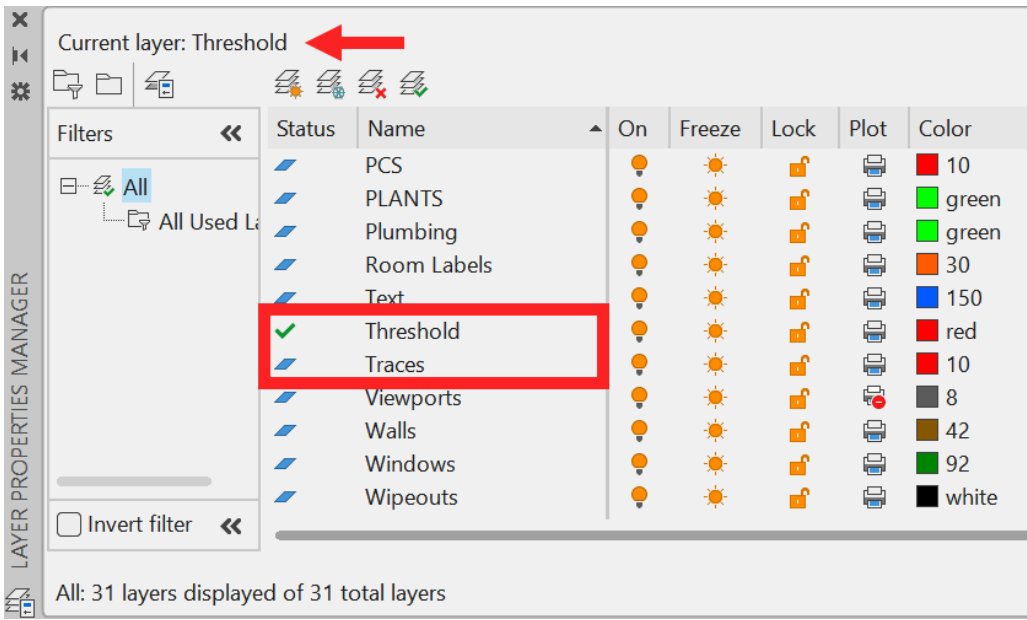 Current layer: Threshold
Filters
All
All Used La
Invert filter
Status Name On Freeze Lock Plot Color
PCS 10
PLANTS green
Plumbing green
Room Labels 30
Text 150
Threshold red
Traces 10
Viewports 8
Walls 42
Windows 92
Wipeouts white
All: 31 layers displayed of 31 total layers
LAYER PROPERTIES MANAGER